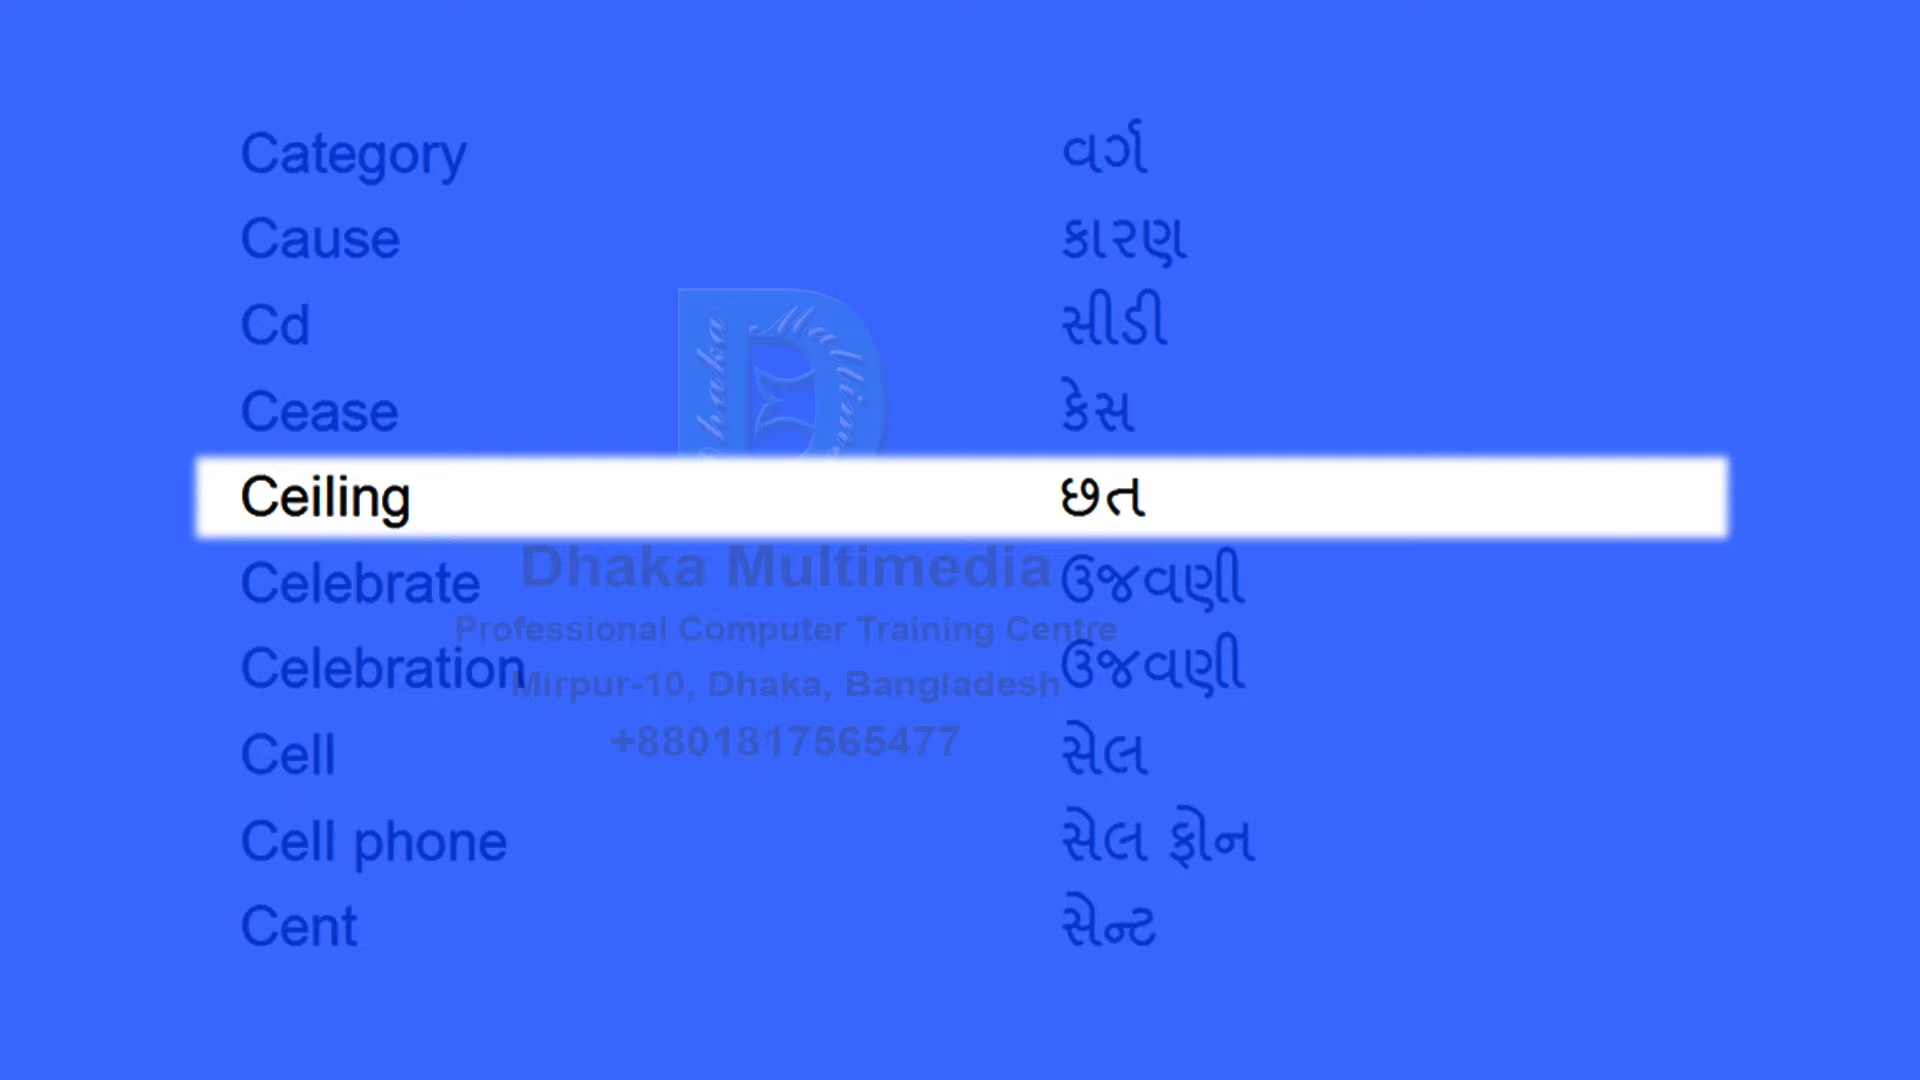 Category વર્ગ
Cause કારણ
Cd સીડી
Cease કેસ
Ceiling છત
Dhaka Multimedia
Celebrate ઉજવણી
Professional Computer Training Centre
Celebration ઉજવણી
Mirpur-10, Dhaka, Bangladesh
+8801817565477
Cell સેલ
Cell phone સેલ ફોન
Cent સેન્ટ